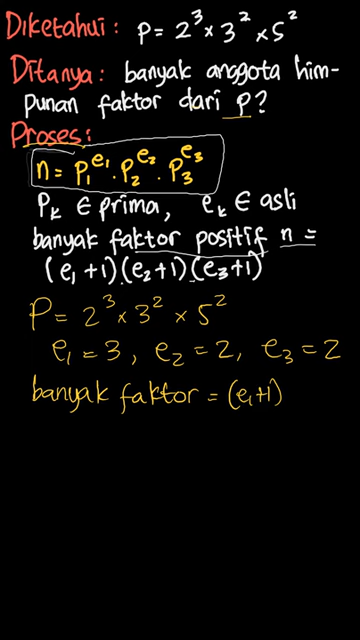 Diketahui: P = 2³ × 3² × 5²
Ditanya: banyak anggota him-
punan faktor dari p?
Proses:
n = P₁^e₁ . P₂^e₂ . P₃^e₃
Pₖ ∈ prima, eₖ ∈ asli
banyak faktor positif n =
(e₁ + 1) (e₂ + 1) (e₃ + 1)
P = 2³ × 3² × 5²
e₁ = 3, e₂ = 2, e₃ = 2
banyak faktor = (e₁+1)